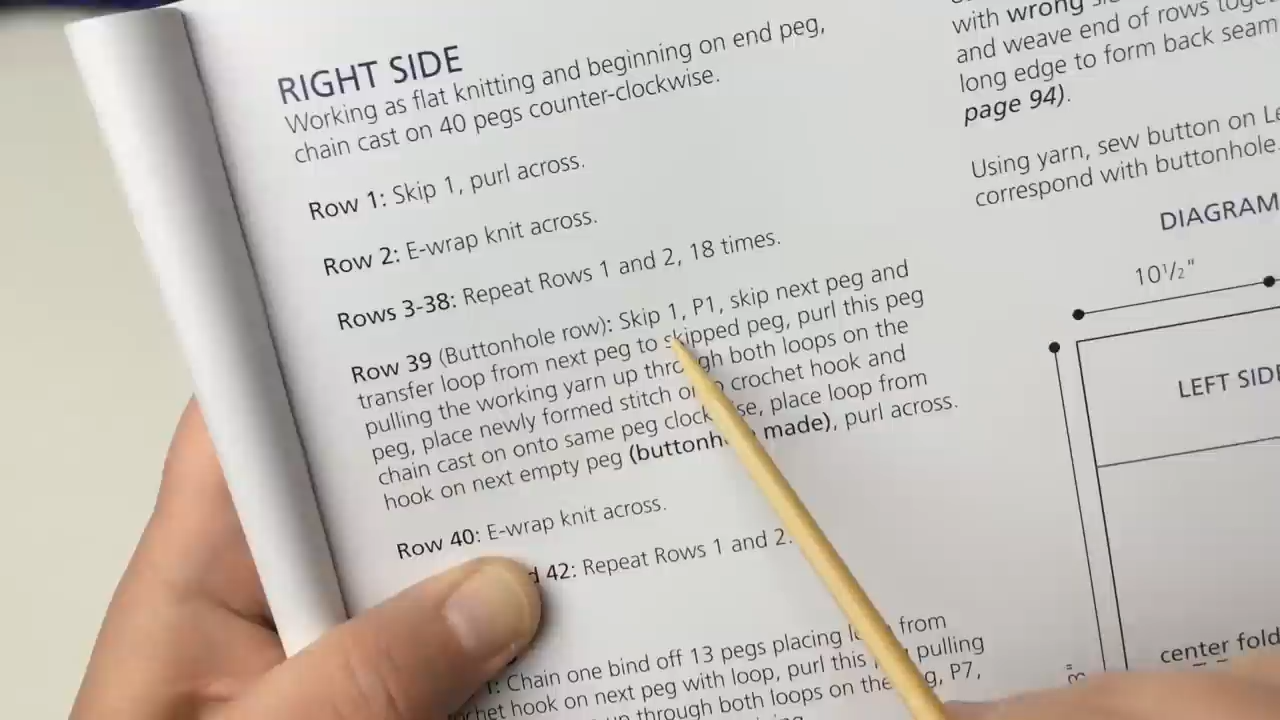 RIGHT SIDE
Working as flat knitting and beginning on end peg,
chain cast on 40 pegs counter-clockwise.
Row 1: Skip 1, purl across.
Row 2: E-wrap knit across.
Rows 3-38: Repeat Rows 1 and 2, 18 times.
Row 39 (Buttonhole row): Skip 1, P1, skip next peg and
transfer loop from next peg to skipped peg, purl this peg
pulling the working yarn up through both loops on the
peg, place newly formed stitch crochet hook and
chain cast on onto same peg place loop from
hook on next empty peg made), purl across.
Row 40: E-wrap knit across.
42: Repeat Rows 1 and 2.
1: Chain one bind off 13 pegs placing from
hook on next peg with loop, purl this pulling
through both loops on the P7,
with wrong
and weave end of rows
long edge to form back seam
page 94).
Using yarn, sew button on
correspond with buttonhole.
DIAGRAM
10½"
LEFT SIDE
center fold